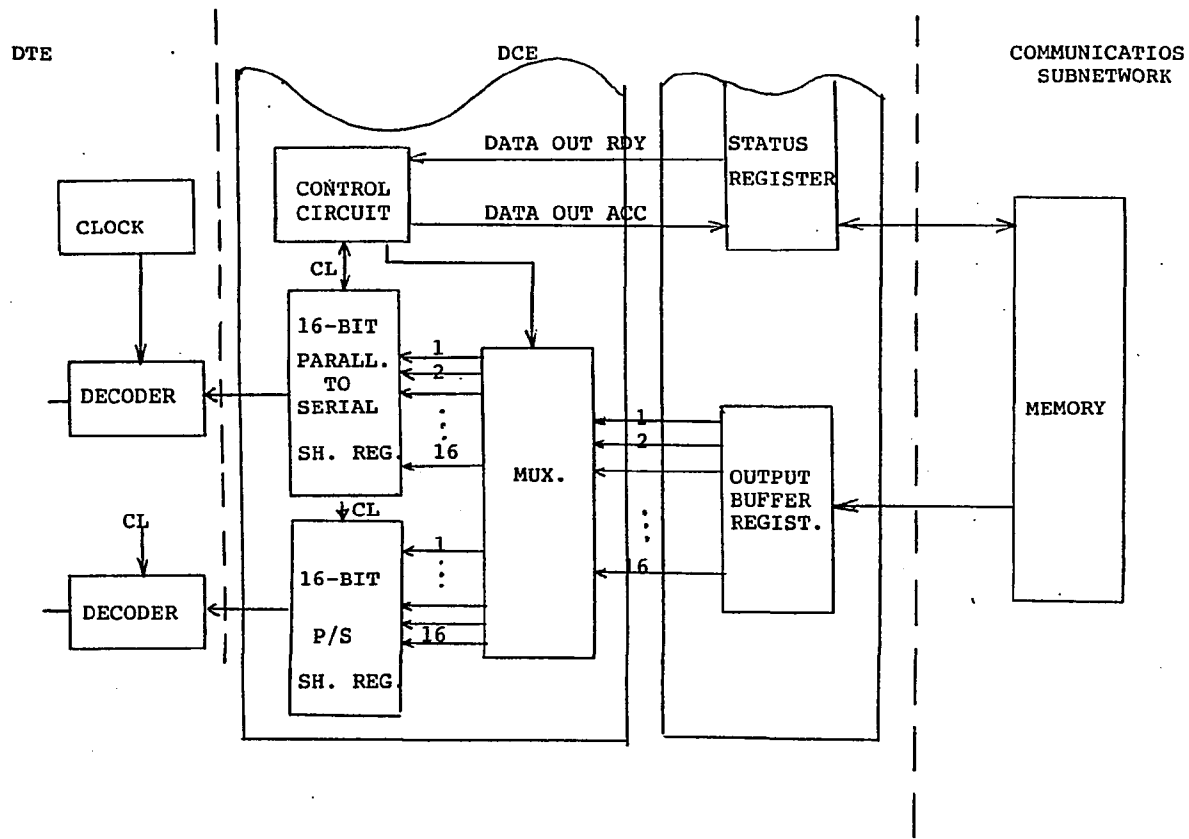 DTE
DCE
COMMUNICATIOS
SUBNETWORK
DATA OUT RDY
STATUS
REGISTER
CONTROL
CIRCUIT
DATA OUT ACC
CLOCK
CL
16-BIT
PARALL.
TO
SERIAL
SH. REG.
1
2
16
DECODER
MUX.
1
2
16
OUTPUT
BUFFER
REGIST.
MEMORY
CL
CL
DECODER
16-BIT
P/S
SH. REG.
1
16